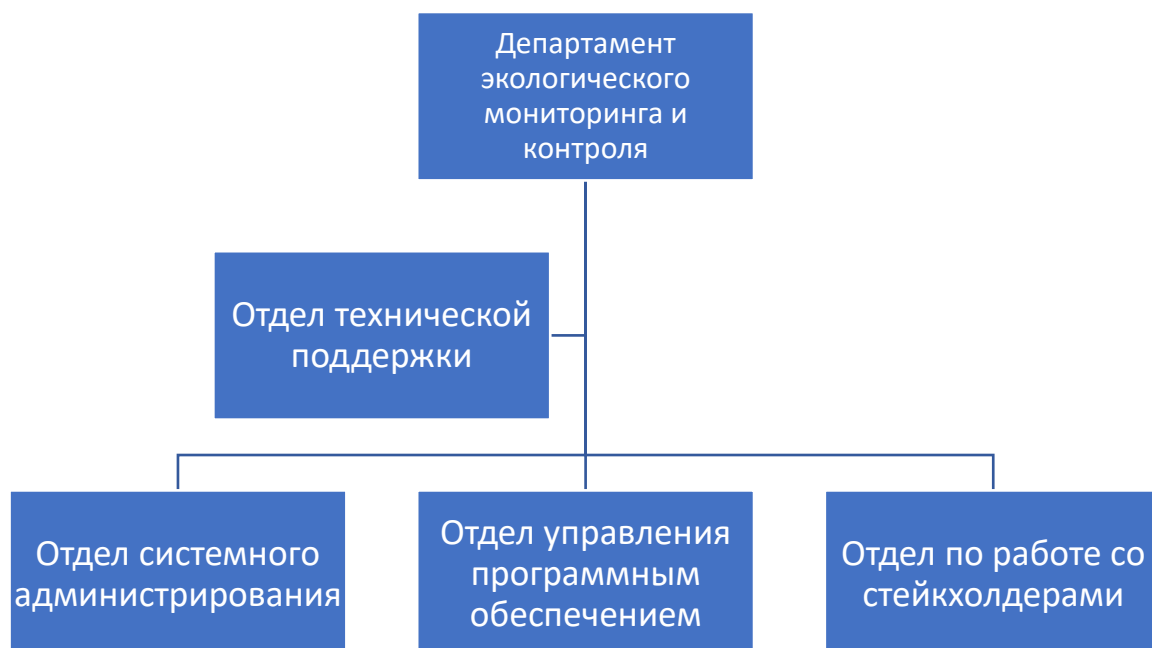 Департамент
экологического
мониторинга и
контроля
Отдел технической
поддержки
Отдел системного
администрирования
Отдел управления
программным
обеспечением
Отдел по работе со
стейкхолдерами